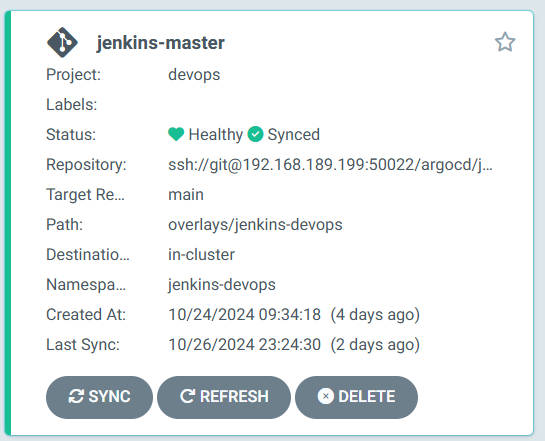 jenkins-master
Project: devops
Labels:
Status: Healthy Synced
Repository: ssh://git@192.168.189.199:50022/argocd/j...
Target Re...  main
Path: overlays/jenkins-devops
Destinatio... in-cluster
Namespa... jenkins-devops
Created At: 10/24/2024 09:34:18 (4 days ago)
Last Sync: 10/26/2024 23:24:30 (2 days ago)
SYNC REFRESH DELETE